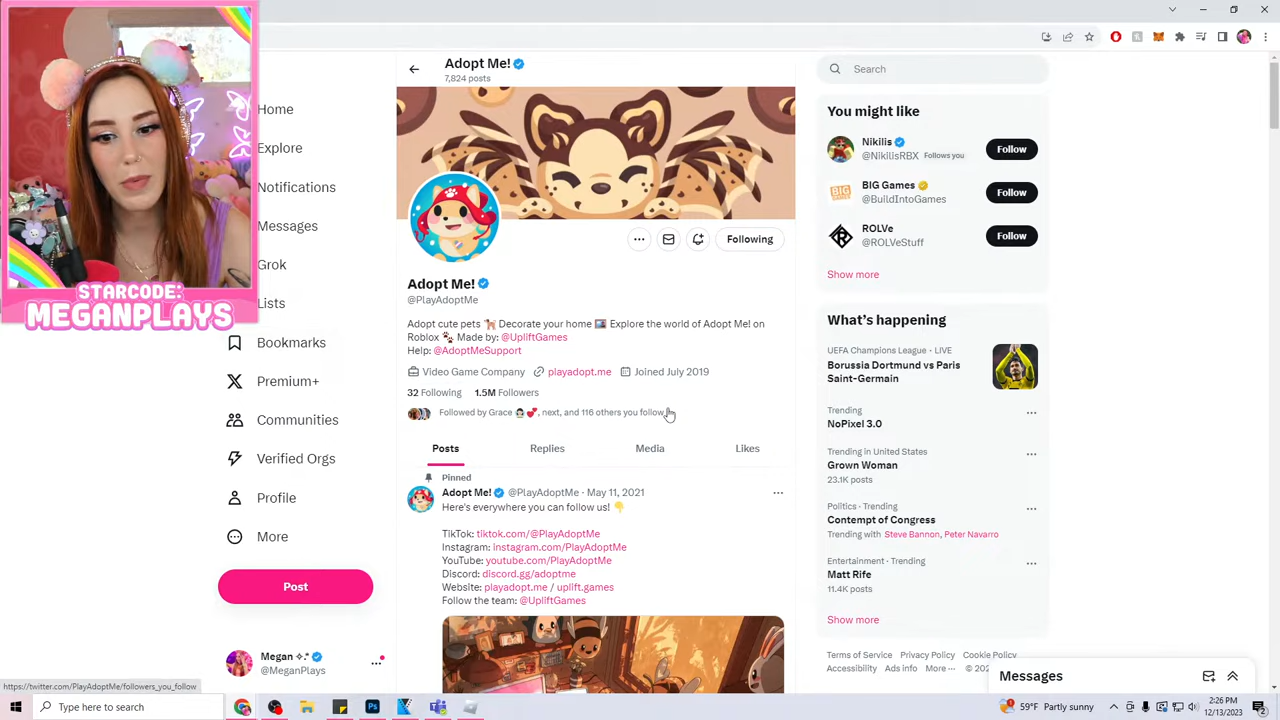 STARCODE:
MEGANPLAYS
Home
Explore
Notifications
Messages
Grok
Lists
Bookmarks
Premium+
Communities
Verified Orgs
Profile
More
Post
Megan ✧.*
@MeganPlays
https://twitter.com/PlayAdoptMe/followers_you_follow
Adopt Me!
7,824 posts
Following
Adopt Me!
@PlayAdoptMe
Adopt cute pets 🐕 Decorate your home 🌆 Explore the world of Adopt Me! on
Roblox 🐾 Made by: @UpliftGames
Help: @AdoptMeSupport
Video Game Company playadopt.me Joined July 2019
32 Following 1.5M Followers
Followed by Grace 👩🏻‍💕, next, and 116 others you follow
Posts Replies Media Likes
Pinned
Adopt Me! @PlayAdoptMe · May 11, 2021
Here's everywhere you can follow us! 👇
TikTok: tiktok.com/@PlayAdoptMe
Instagram: instagram.com/PlayAdoptMe
YouTube: youtube.com/PlayAdoptMe
Discord: discord.gg/adoptme
Website: playadopt.me / uplift.games
Follow the team: @UpliftGames
Search
You might like
Nikilis
@NikilisRBX Follows you
Follow
BIG Games
@BuildIntoGames
Follow
ROLVe
@ROLVeStuff
Follow
Show more
What's happening
UEFA Champions League · LIVE
Borussia Dortmund vs Paris
Saint-Germain
Trending
NoPixel 3.0
Trending in United States
Grown Woman
23.1K posts
Politics · Trending
Contempt of Congress
Trending with Steve Bannon, Peter Navarro
Entertainment · Trending
Matt Rife
11.4K posts
Show more
Terms of Service Privacy Policy Cookie Policy
Accessibility Ads info More ··· © 202
Messages
Type here to search
59°F Partly sunny
2:26 PM
12/13/2023
2